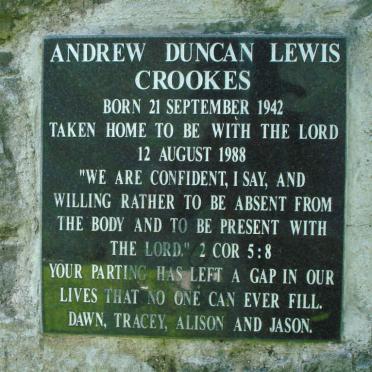 ANDREW DUNCAN LEWIS
CROOKES
BORN 21 SEPTEMBER 1942
TAKEN HOME TO BE WITH THE LORD
12 AUGUST 1988
"WE ARE CONFIDENT, I SAY, AND
WILLING RATHER TO BE ABSENT FROM
THE BODY AND TO BE PRESENT WITH
THE LORD." 2 COR 5:8
YOUR PARTING HAS LEFT A GAP IN OUR
LIVES THAT NO ONE CAN EVER FILL.
DAWN, TRACEY, ALISON AND JASON.